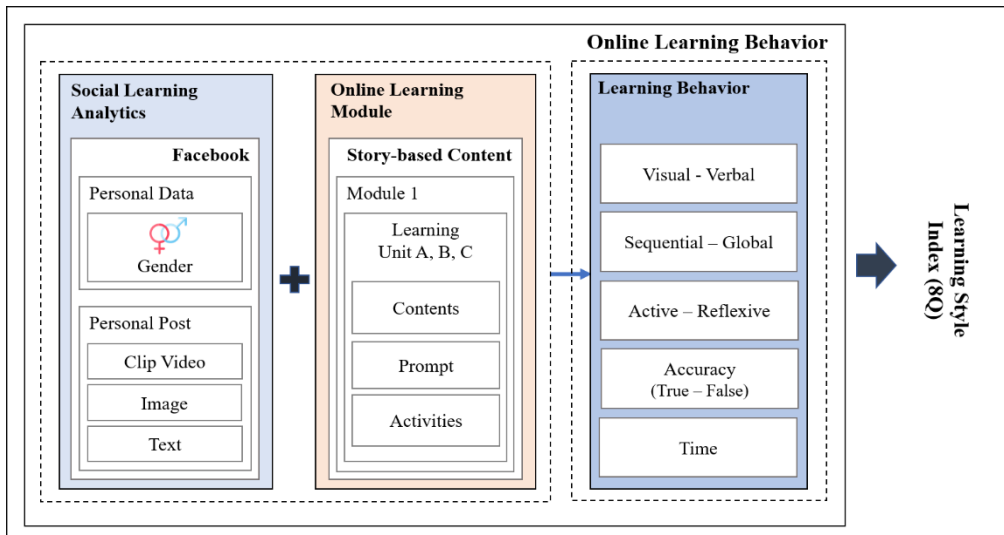 Online Learning Behavior
Social Learning
Analytics
Facebook
Personal Data
Gender
Personal Post
Clip Video
Image
Text
Online Learning
Module
Story-based Content
Module 1
Learning
Unit A, B, C
Contents
Prompt
Activities
Learning Behavior
Visual - Verbal
Sequential – Global
Active – Reflexive
Accuracy
(True – False)
Time
Learning Style
Index (8Q)